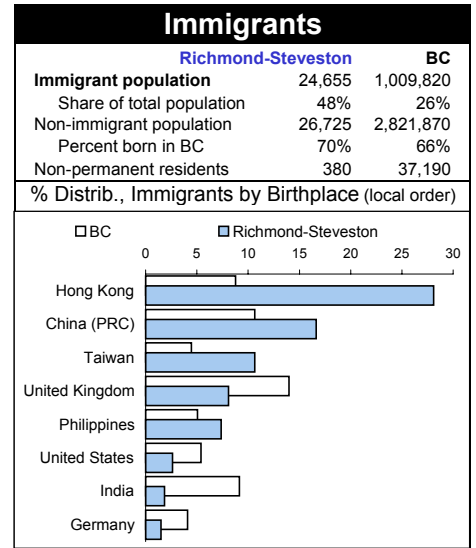 Immigrants
Richmond-Steveston BC
Immigrant population 24,655 1,009,820
Share of total population 48% 26%
Non-immigrant population 26,725 2,821,870
Percent born in BC 70% 66%
Non-permanent residents 380 37,190
% Distrib., Immigrants by Birthplace (local order)
BC Richmond-Steveston
0 5 10 15 20 25 30
Hong Kong
China (PRC)
Taiwan
United Kingdom
Philippines
United States
India
Germany